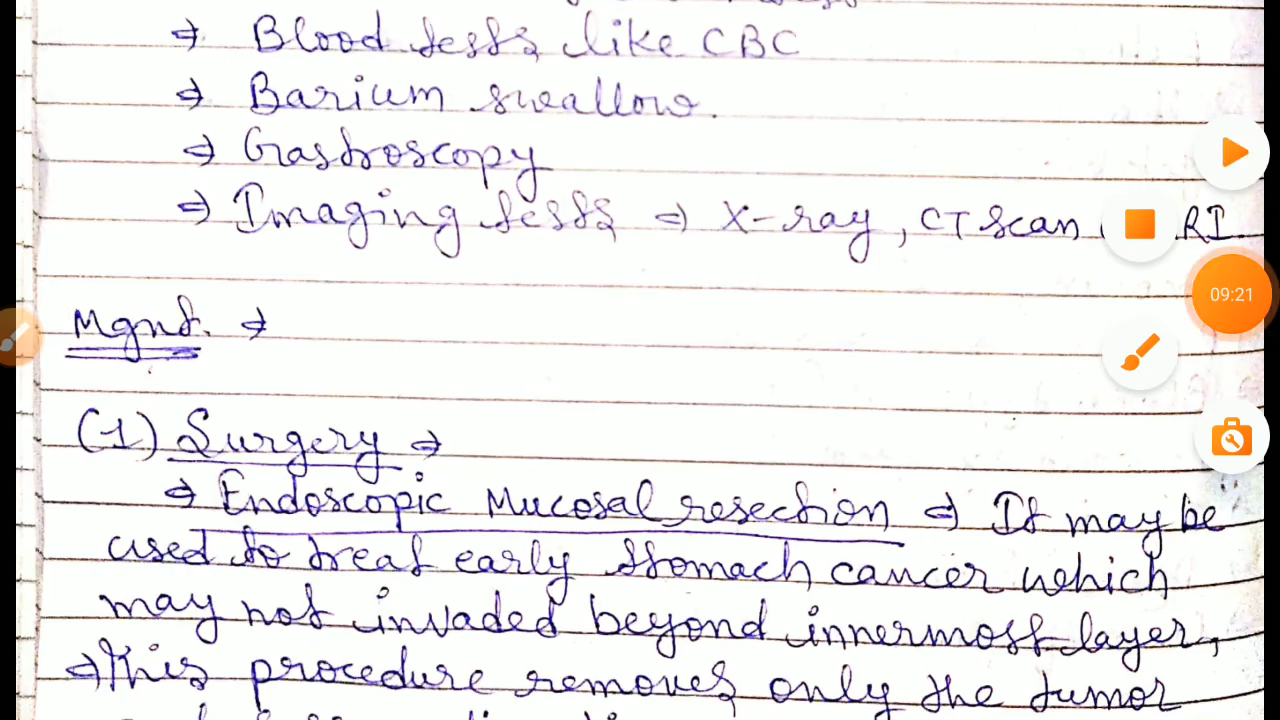 ⇒ Blood tests like CBC
⇒ Barium swallow.
⇒ Gastroscopy
⇒ Imaging tests ⇒ X-ray, CT scan RI
09:21
Mgnt. ⇒
(1) Surgery ⇒
⇒ Endoscopic Mucosal resection ⇒ It may be
used to treat early stomach cancer which
may not invaded beyond innermost layer,
⇒ This procedure removes only the tumor